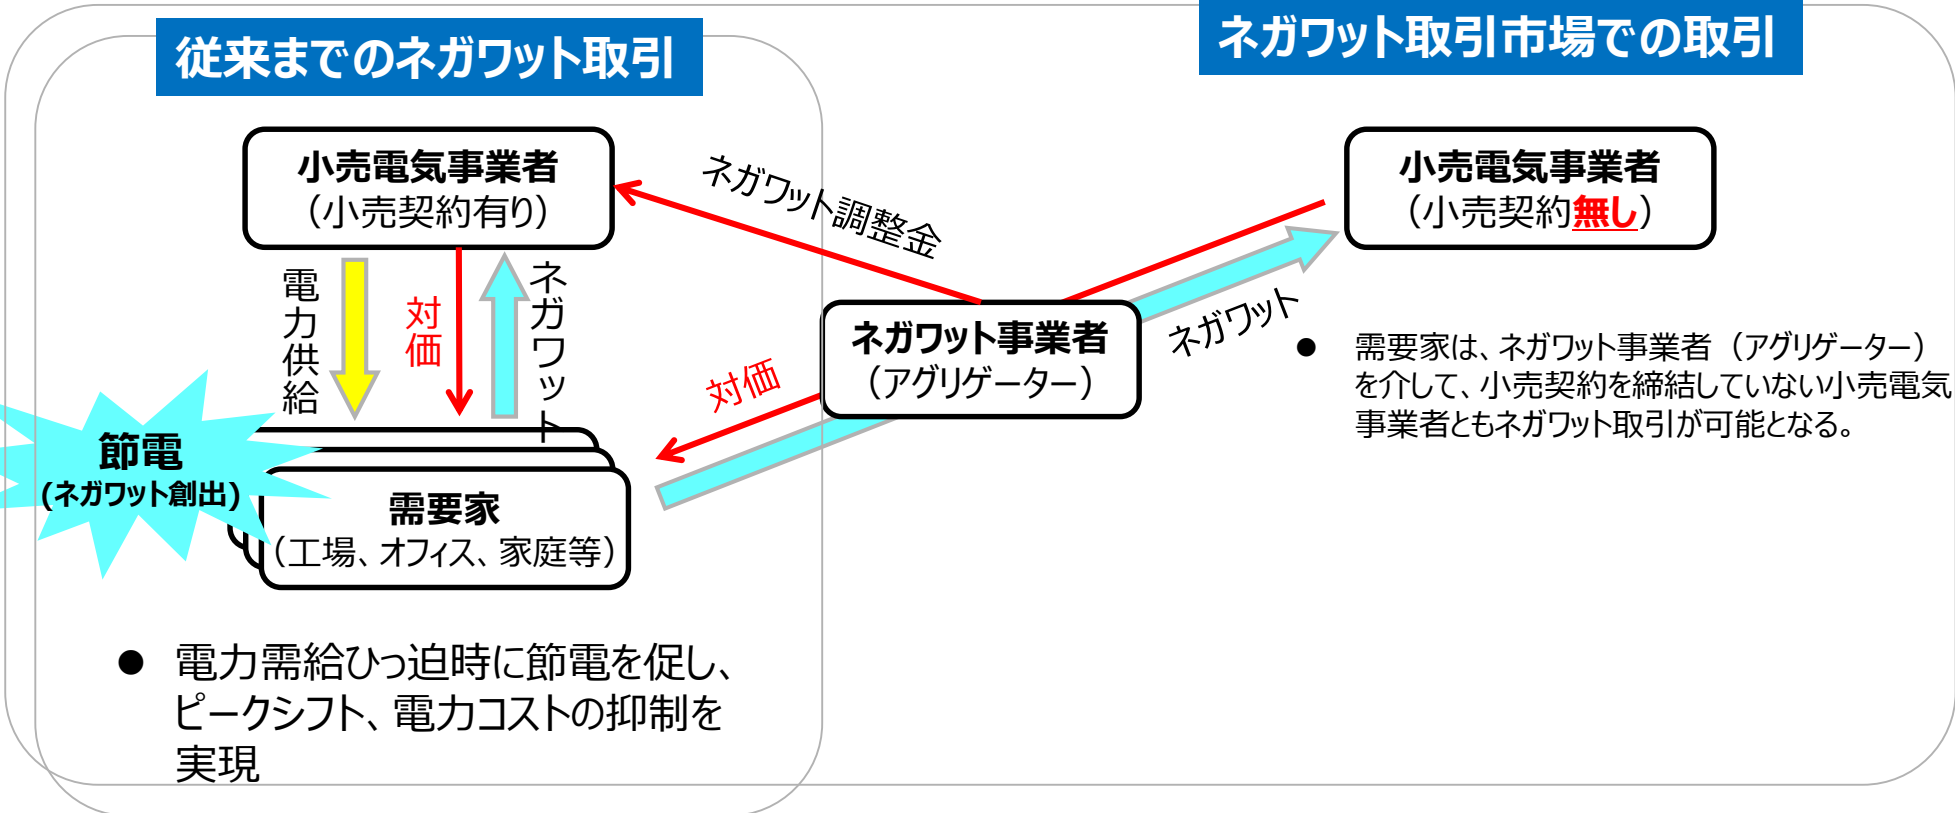 従来までのネガワット取引
ネガワット取引市場での取引
小売電気事業者
（小売契約有り）
ネガワット調整金
小売電気事業者
（小売契約無し）
電力供給
対価
ネガワット
ネガワット事業者
（アグリゲーター）
ネガワット
対価
節電
(ネガワット創出)
需要家
（工場、オフィス、家庭等）
● 需要家は、ネガワット事業者（アグリゲーター）
を介して、小売契約を締結していない小売電気
事業者ともネガワット取引が可能となる。
● 電力需給ひっ迫時に節電を促し、
ピークシフト、電力コストの抑制を
実現